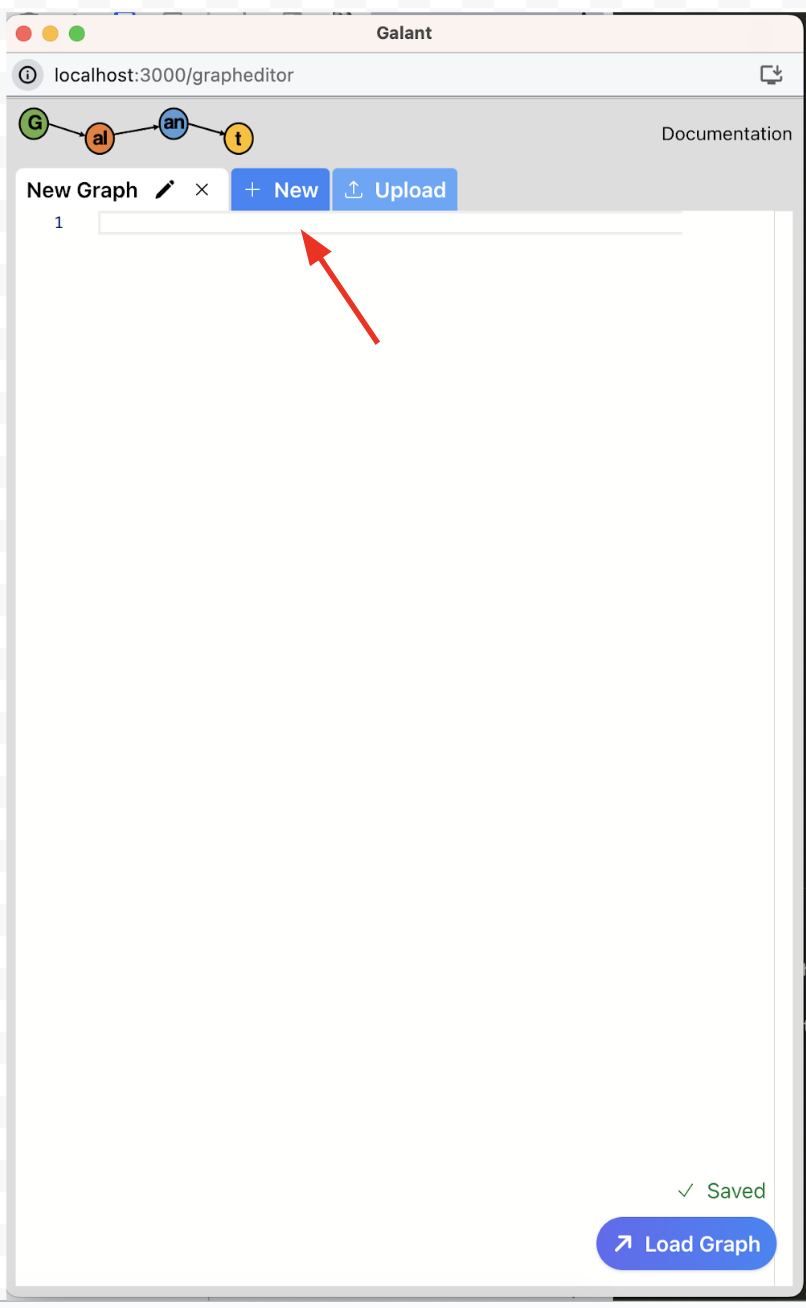 Galant
localhost:3000/grapheditor
G al an t
Documentation
New Graph
New
Upload
1
Saved
Load Graph